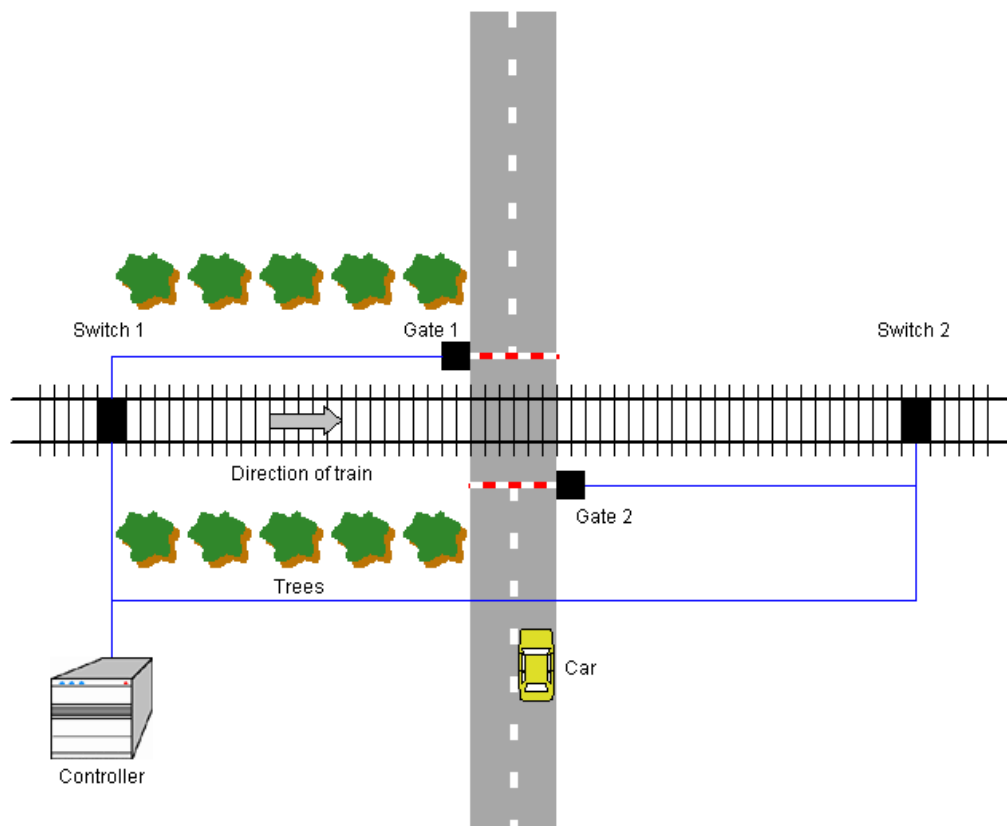 Switch 1
Gate 1
Switch 2
Direction of train
Gate 2
Trees
Car
Controller